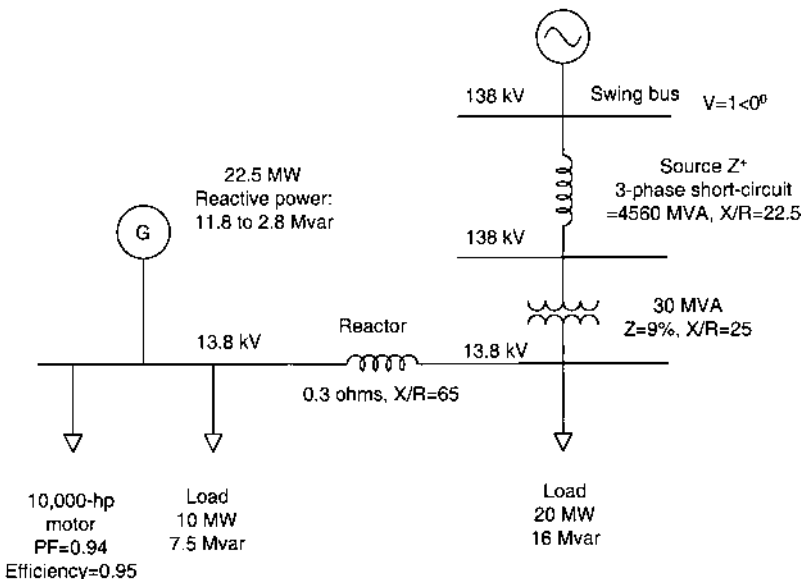 138 kV
Swing bus
V=1<0⁰
22.5 MW
Reactive power:
11.8 to 2.8 Mvar
Source Z⁺
3-phase short-circuit
=4560 MVA, X/R=22.5
G
138 kV
30 MVA
Z=9%, X/R=25
Reactor
13.8 kV
13.8 kV
0.3 ohms, X/R=65
10,000-hp
motor
PF=0.94
Efficiency=0.95
Load
10 MW
7.5 Mvar
Load
20 MW
16 Mvar